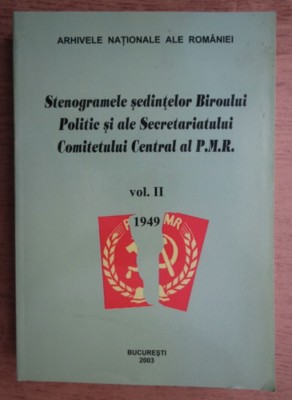 ARHIVELE NAȚIONALE ALE ROMÂNIEI
Stenogramele ședințelor Biroului
Politic și ale Secretariatului
Comitetului Central al P.M.R.
vol. II
1949
MR
BUCUREȘTI
2003